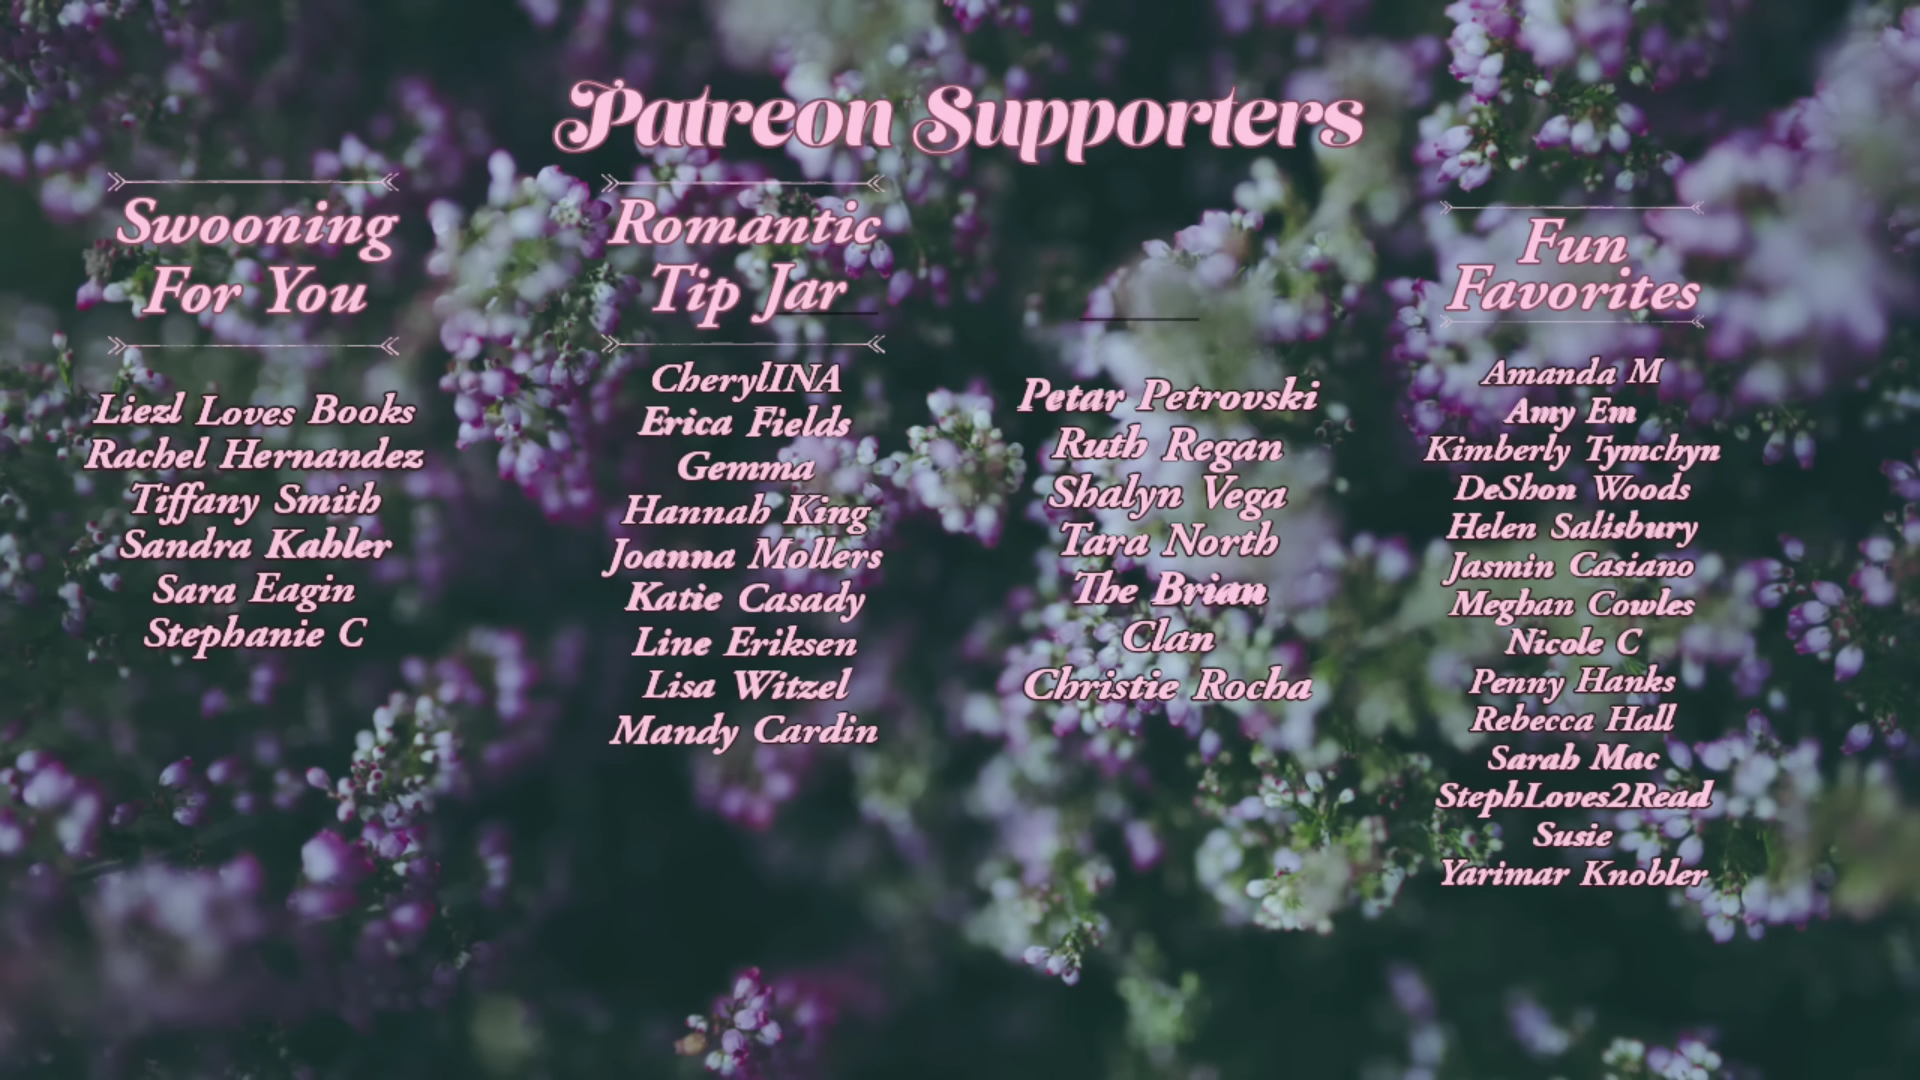 Patreon Supporters
Swooning
For You
Liezl Loves Books
Rachel Hernandez
Tiffany Smith
Sandra Kahler
Sara Eagin
Stephanie C
Romantic
Tip Jar
CherylINA
Erica Fields
Gemma
Hannah King
Joanna Mollers
Katie Casady
Line Eriksen
Lisa Witzel
Mandy Cardin
Petar Petrovski
Ruth Regan
Shalyn Vega
Tara North
The Brian
Clan
Christie Rocha
Fun
Favorites
Amanda M
Amy Em
Kimberly Tymchyn
DeShon Woods
Helen Salisbury
Jasmin Casiano
Meghan Cowles
Nicole C
Penny Hanks
Rebecca Hall
Sarah Mac
StephLoves2Read
Susie
Yarimar Knobler